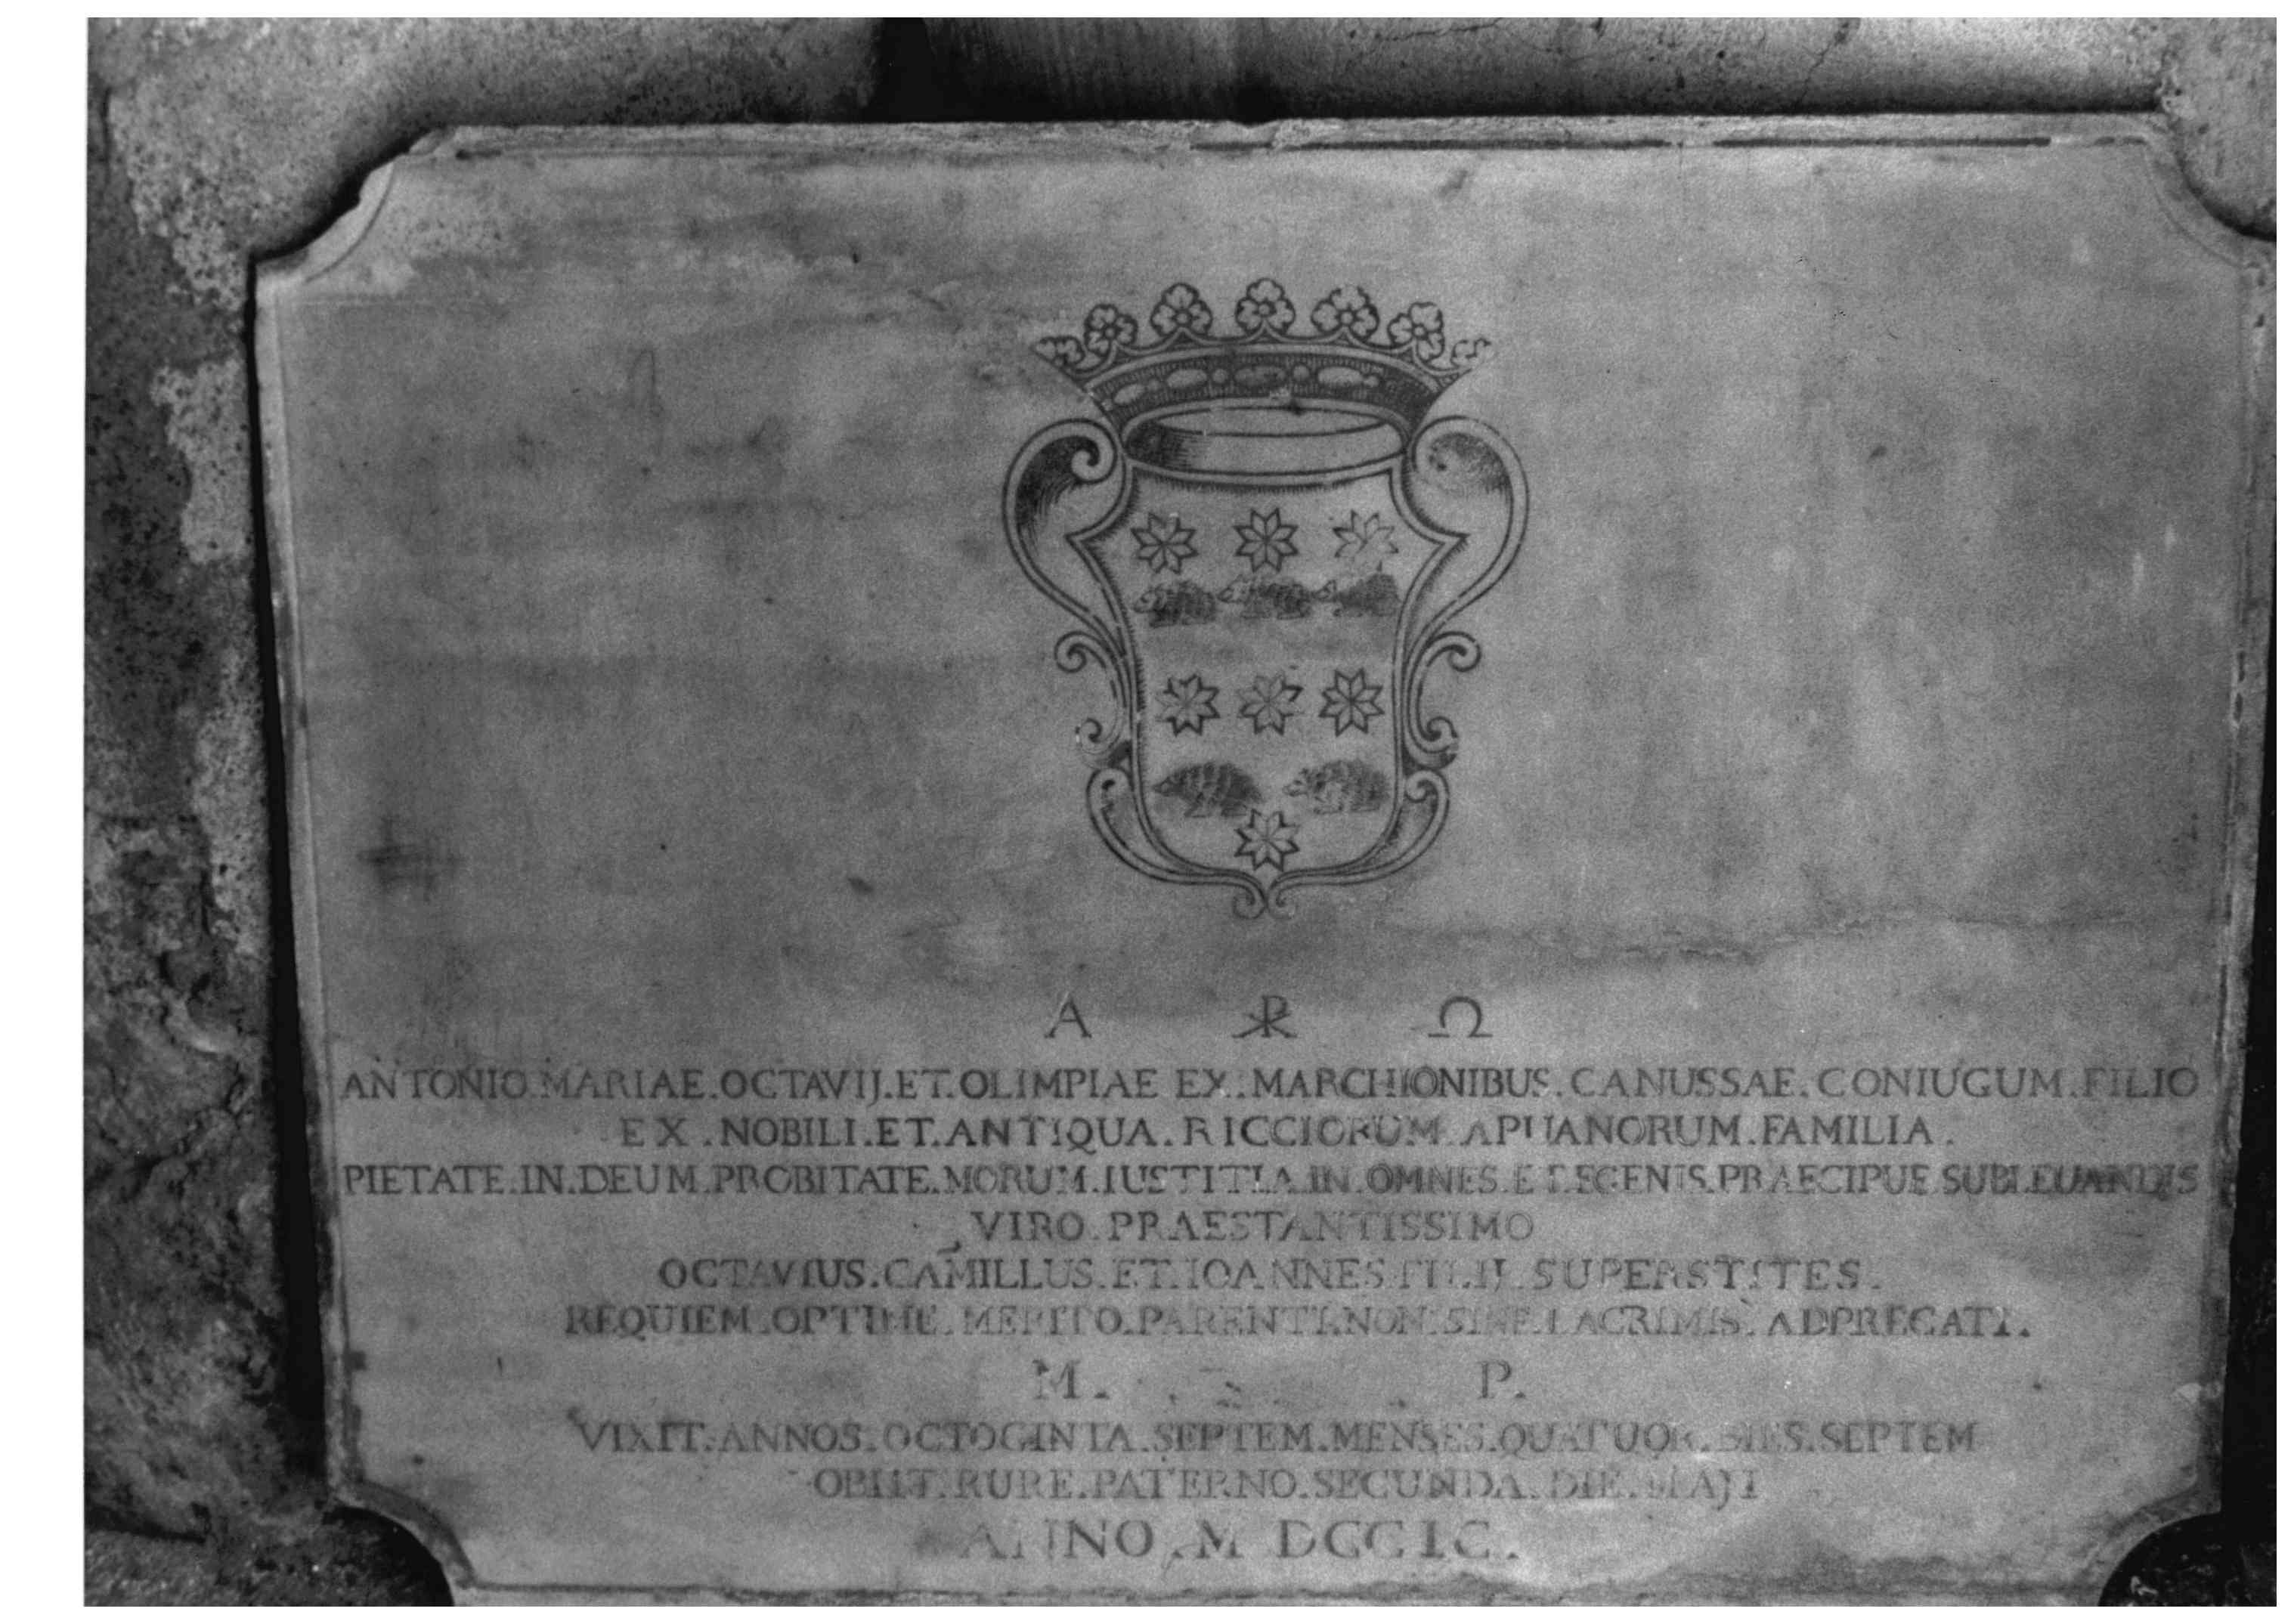 A ☧ Ω
ANTONIO.MARIAE.OCTAVIJ.ET.OLIMPIAE EX.MARCHIONIBUS.CANUSSAE.CONIUGUM.FILIO
EX.NOBILI.ET.ANTIQUA.RICCIORUM.APUANORUM.FAMILIA.
PIETATE.IN.DEUM.PROBITATE.MORUM.IUSTITIA.IN.OMNES.ET.EGENIS.PRAECIPUE.SUBLEUANDIS
VIRO.PRAESTANTISSIMO
OCTAVIUS.CAMILLUS.ET.IOANNES.FILIJ.SUPERSTITES.
REQUIEM.OPTIME.MERITO.PARENTI.NON.SINE.LACRIMIS.ADPRECATI.
M. P.
VIXIT.ANNOS.OCTOGINTA.SEPTEM.MENSES.QUATUOR.DIES.SEPTEM
OBIIT.RURE.PATERNO.SECUNDA.DIE.MAJI
ANNO.M DCCIC.